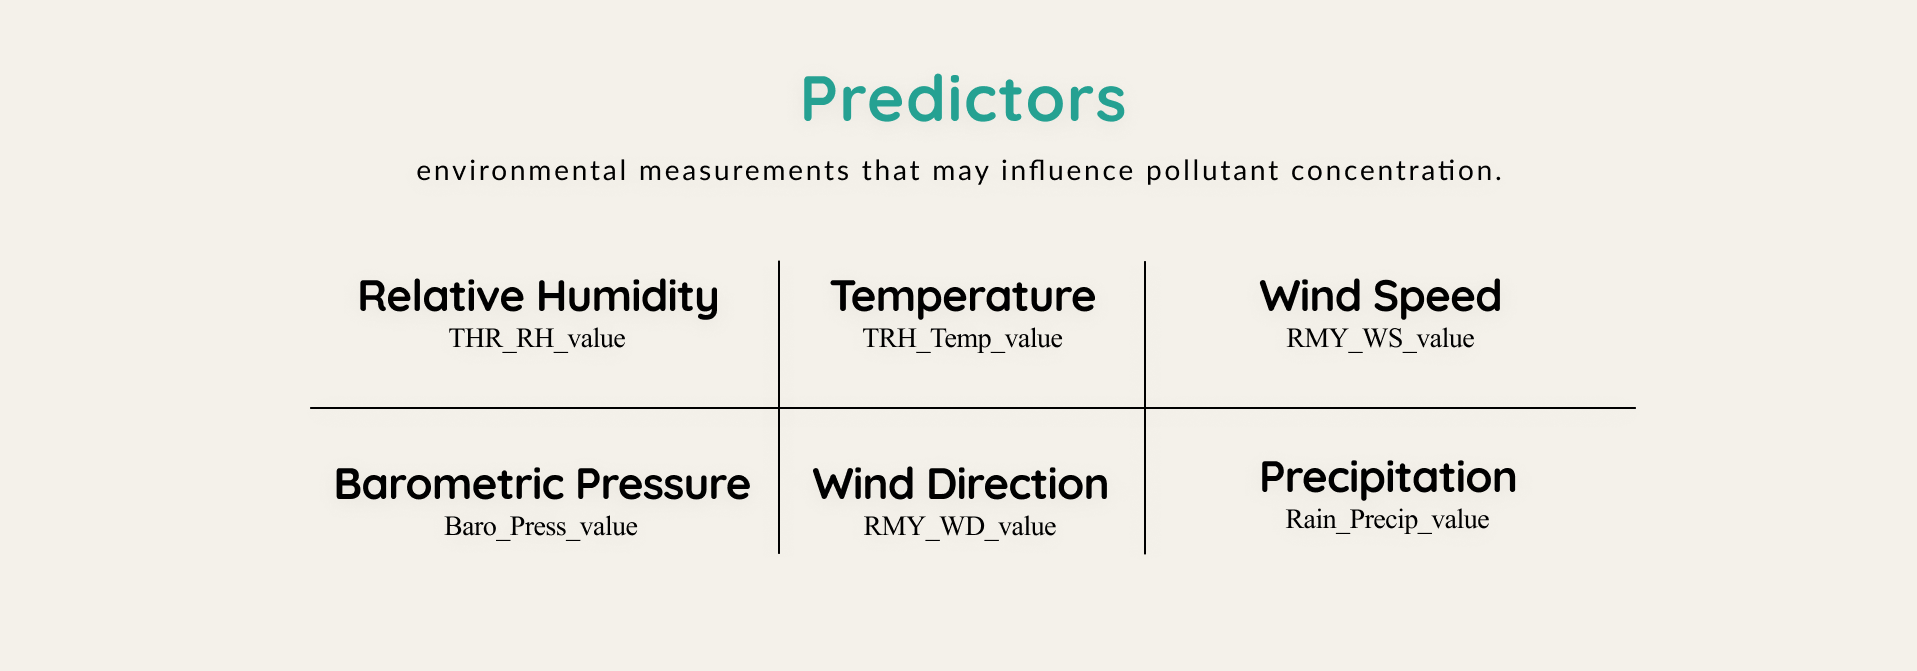 Predictors
environmental measurements that may influence pollutant concentration.
Relative Humidity
THR_RH_value
Temperature
TRH_Temp_value
Wind Speed
RMY_WS_value
Barometric Pressure
Baro_Press_value
Wind Direction
RMY_WD_value
Precipitation
Rain_Precip_value